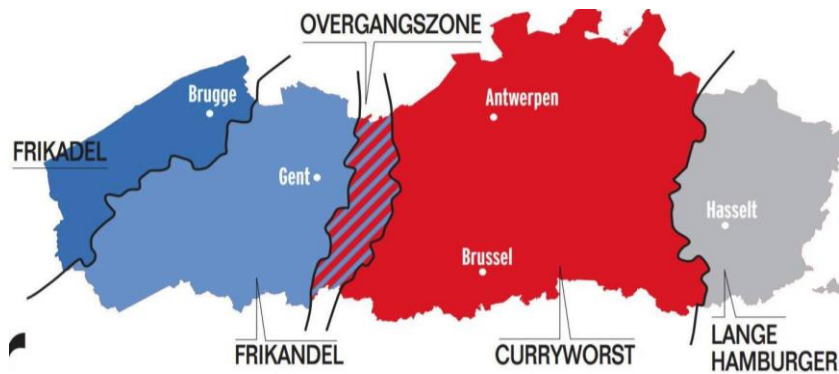 OVERGANGSZONE
Brugge
Antwerpen
FRIKADEL
Gent
Hasselt
Brussel
FRIKANDEL
CURRYWORST
LANGE
HAMBURGER